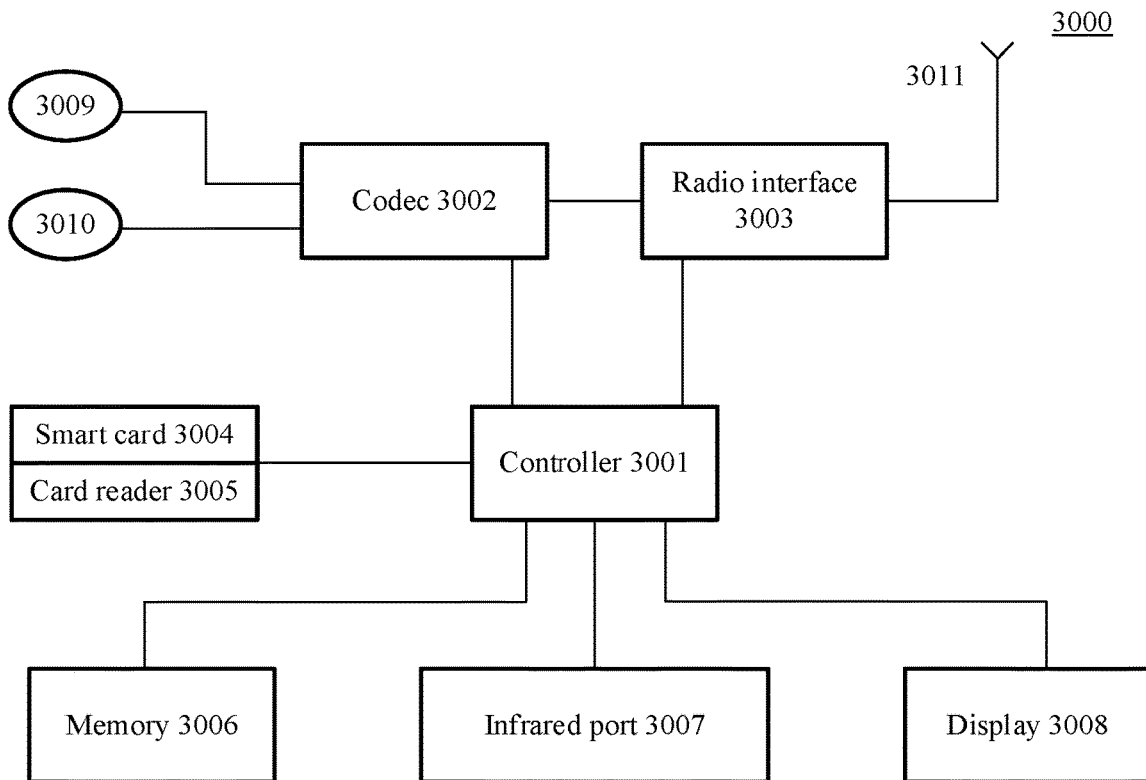 3000
3011
3009
Codec 3002
Radio interface
3003
3010
Smart card 3004
Card reader 3005
Controller 3001
Memory 3006
Infrared port 3007
Display 3008